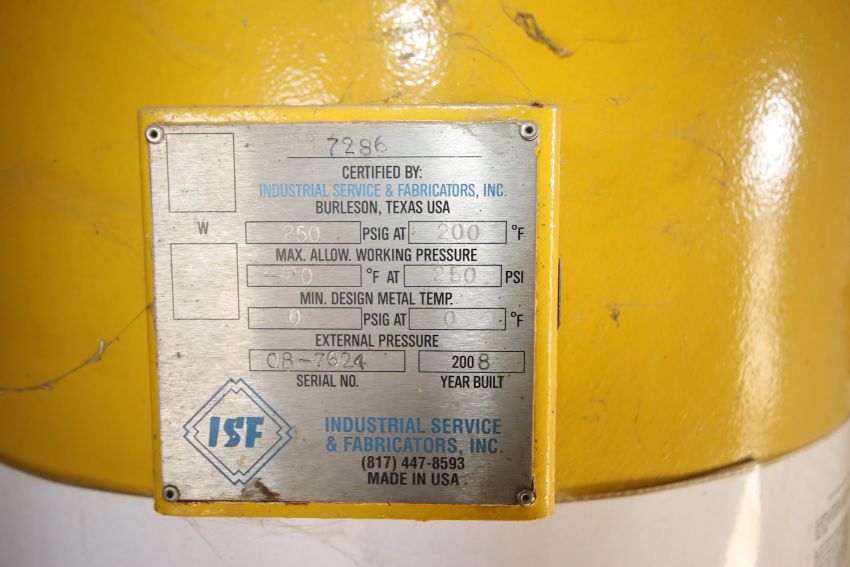 7286
CERTIFIED BY:
INDUSTRIAL SERVICE & FABRICATORS, INC.
BURLESON, TEXAS USA
W
250 PSIG AT 200 °F
MAX. ALLOW. WORKING PRESSURE
-20 °F AT 250 PSI
MIN. DESIGN METAL TEMP.
0 PSIG AT 0 °F
EXTERNAL PRESSURE
08-7624 2008
SERIAL NO. YEAR BUILT
ISF
INDUSTRIAL SERVICE
& FABRICATORS, INC.
(817) 447-8593
MADE IN USA